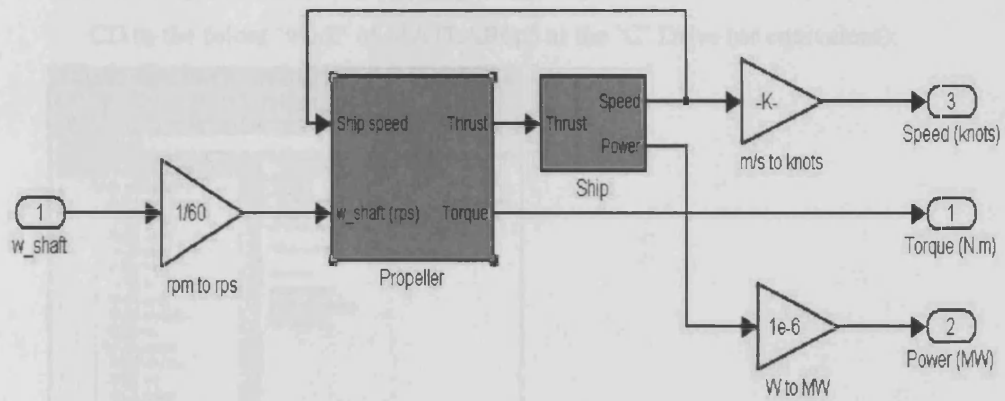 Ship speed
Thrust
Thrust
Speed
Power
Ship
-K-
m/s to knots
3
Speed (knots)
1
w_shaft
1/60
rpm to rps
w_shaft (rps)
Torque
Propeller
1
Torque (N.m)
1e-6
W to MW
2
Power (MW)